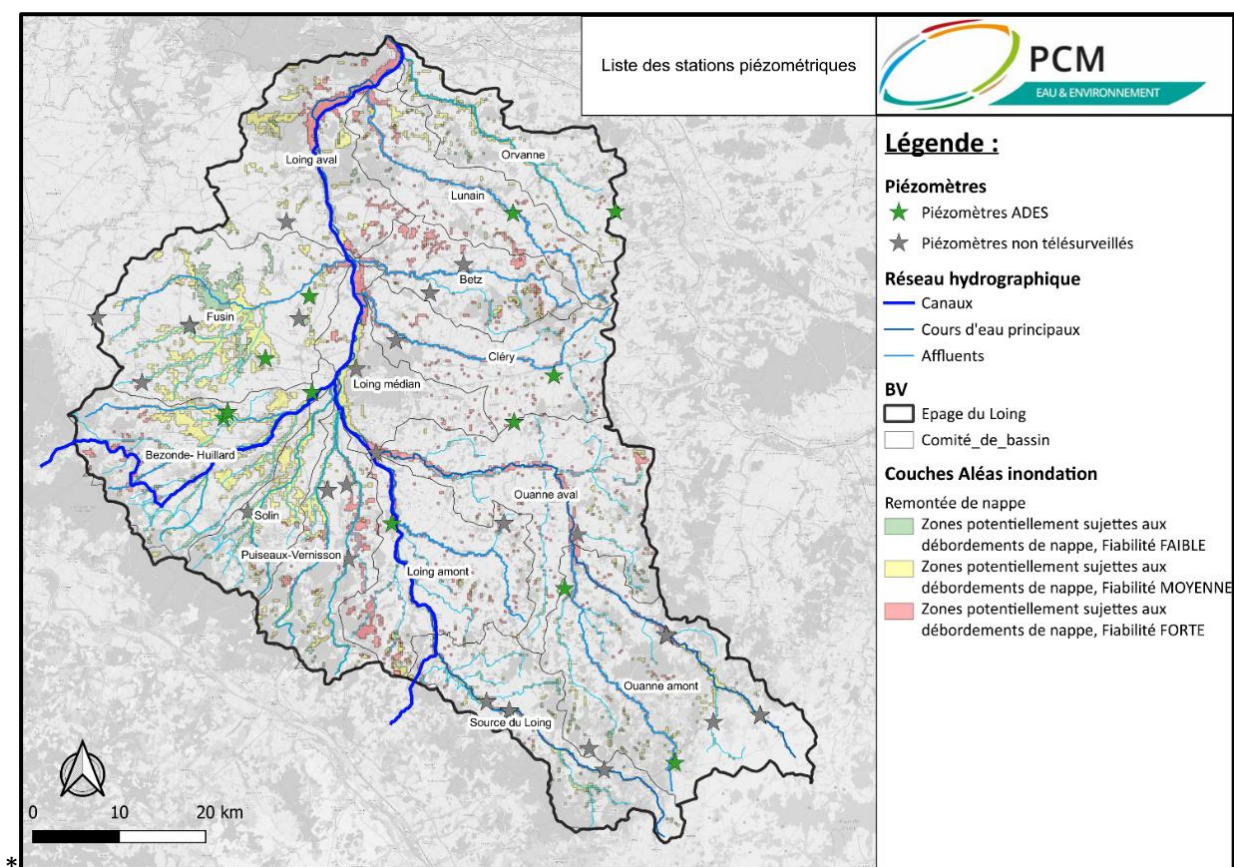 Liste des stations piézométriques
PCM
EAU & ENVIRONNEMENT
Légende :
Piézomètres
Piézomètres ADES
Piézomètres non télésurveillés
Réseau hydrographique
Canaux
Cours d'eau principaux
Affluents
BV
Epage du Loing
Comité_de_bassin
Couches Aléas inondation
Remontée de nappe
Zones potentiellement sujettes aux
débordements de nappe, Fiabilité FAIBLE
Zones potentiellement sujettes aux
débordements de nappe, Fiabilité MOYENNE
Zones potentiellement sujettes aux
débordements de nappe, Fiabilité FORTE
Loing aval
Orvanne
Lunain
Betz
Fusin
Cléry
Loing médian
Bezonde- Huillard
Ouanne aval
Solin
Puiseaux-Vernisson
Loing amont
Ouanne amont
Source du Loing
0 10 20 km
*